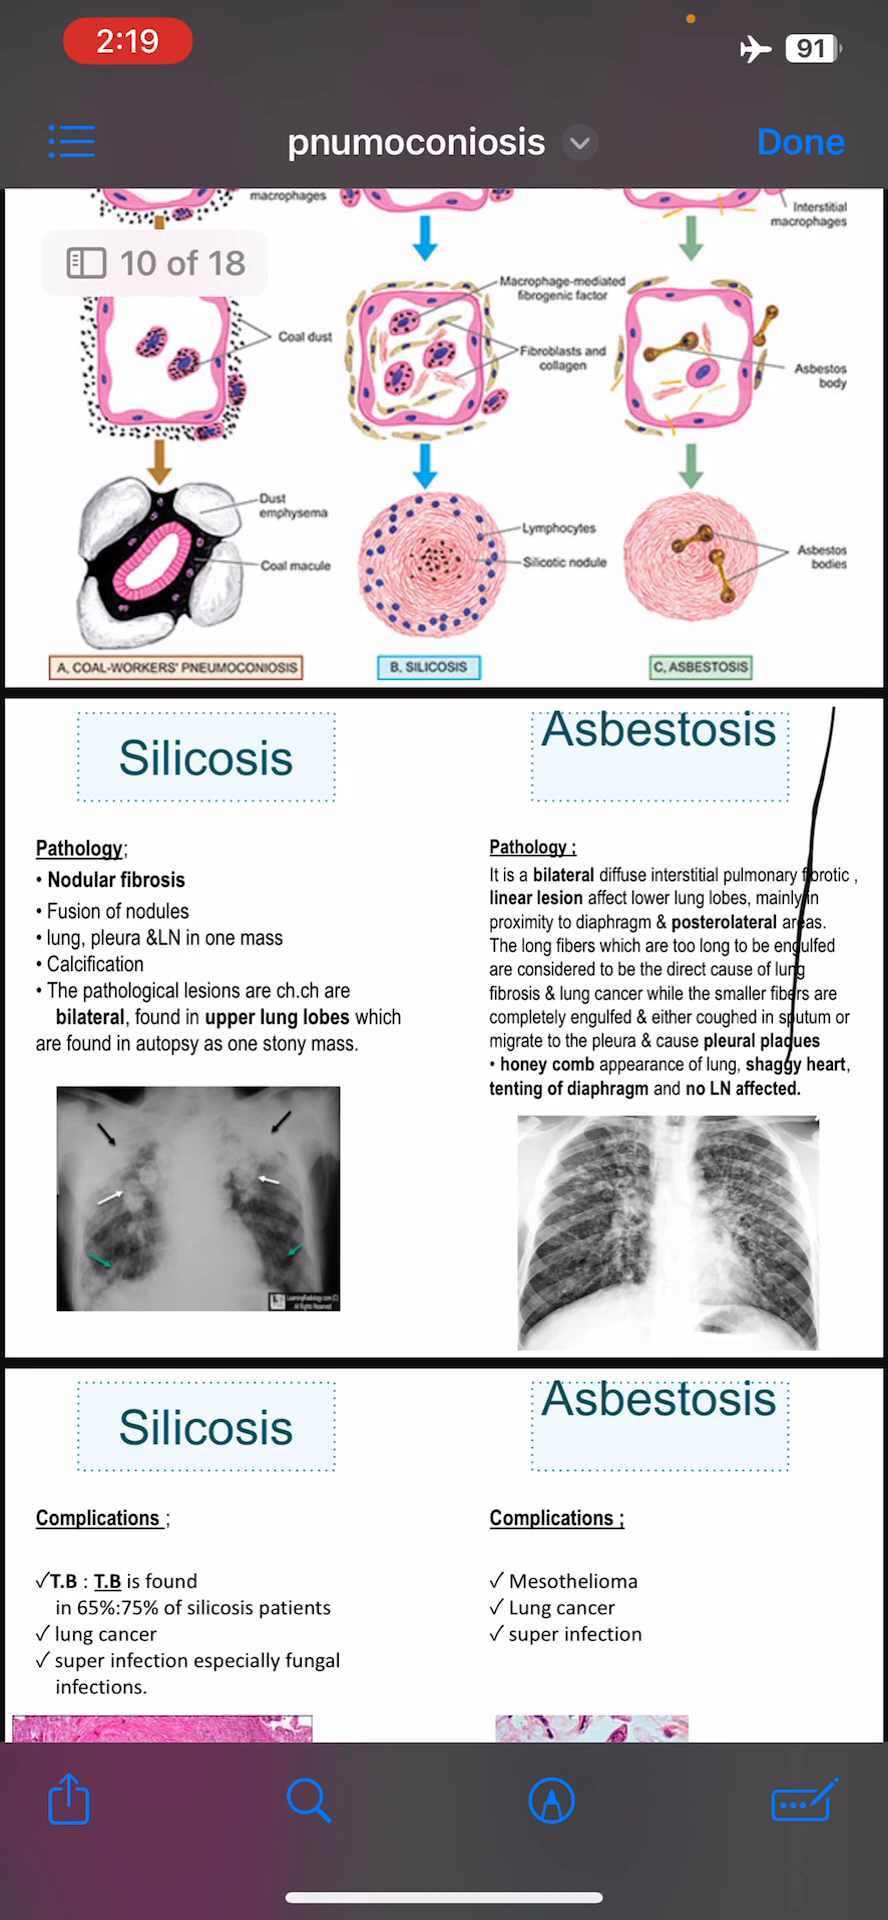 2:19
91
pnumoconiosis
Done
macrophages
Interstitial
macrophages
10 of 18
Macrophage-mediated
fibrogenic factor
Coal dust
Fibroblasts and
collagen
Asbestos
body
Dust
emphysema
Coal macule
Lymphocytes
Silicotic nodule
Asbestos
bodies
A. COAL-WORKERS' PNEUMOCONIOSIS
B. SILICOSIS
C. ASBESTOSIS
Silicosis
Pathology;
• Nodular fibrosis
• Fusion of nodules
• lung, pleura &LN in one mass
• Calcification
• The pathological lesions are ch.ch are
bilateral, found in upper lung lobes which
are found in autopsy as one stony mass.
LearningRadiology.com (C)
All Rights Reserved
Asbestosis
Pathology ;
It is a bilateral diffuse interstitial pulmonary fibrotic ,
linear lesion affect lower lung lobes, mainly in
proximity to diaphragm & posterolateral areas.
The long fibers which are too long to be engulfed
are considered to be the direct cause of lung
fibrosis & lung cancer while the smaller fibers are
completely engulfed & either coughed in sputum or
migrate to the pleura & cause pleural plaques
• honey comb appearance of lung, shaggy heart,
tenting of diaphragm and no LN affected.
Silicosis
Complications ;
✓T.B : T.B is found
in 65%:75% of silicosis patients
✓ lung cancer
✓ super infection especially fungal
infections.
Asbestosis
Complications ;
✓ Mesothelioma
✓ Lung cancer
✓ super infection